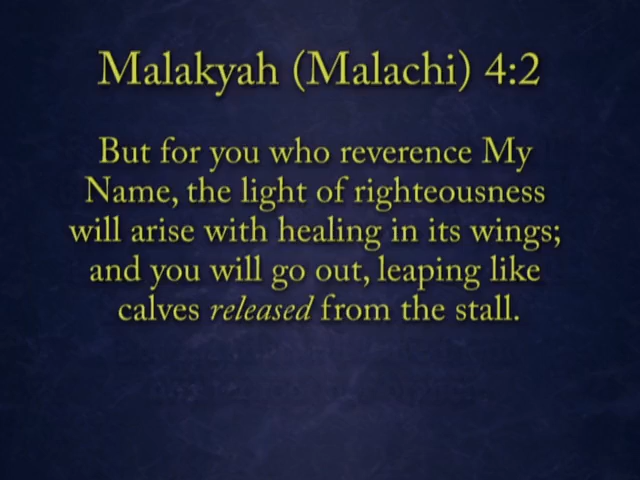 Malakyah (Malachi) 4:2
But for you who reverence My
Name, the light of righteousness
will arise with healing in its wings;
and you will go out, leaping like
calves released from the stall.